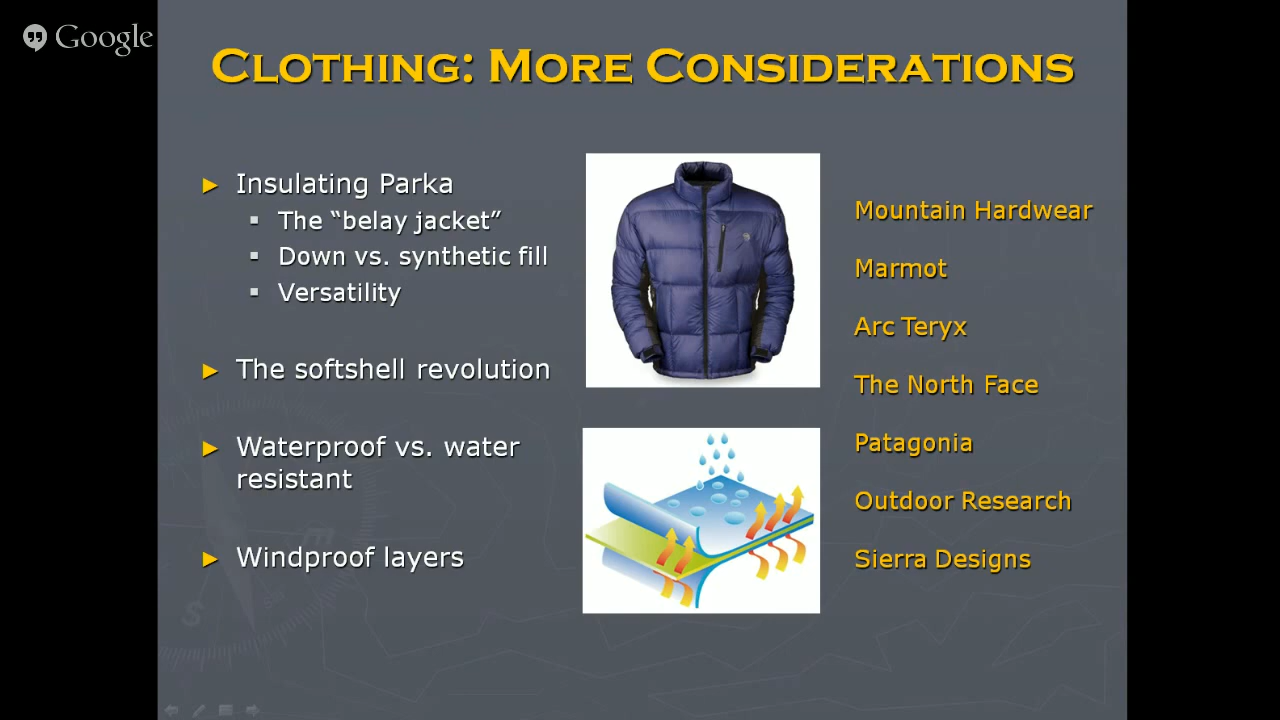 Google
CLOTHING: MORE CONSIDERATIONS
Insulating Parka
The “belay jacket”
Down vs. synthetic fill
Versatility
The softshell revolution
Waterproof vs. water
resistant
Windproof layers
Mountain Hardwear
Marmot
Arc Teryx
The North Face
Patagonia
Outdoor Research
Sierra Designs
S
m